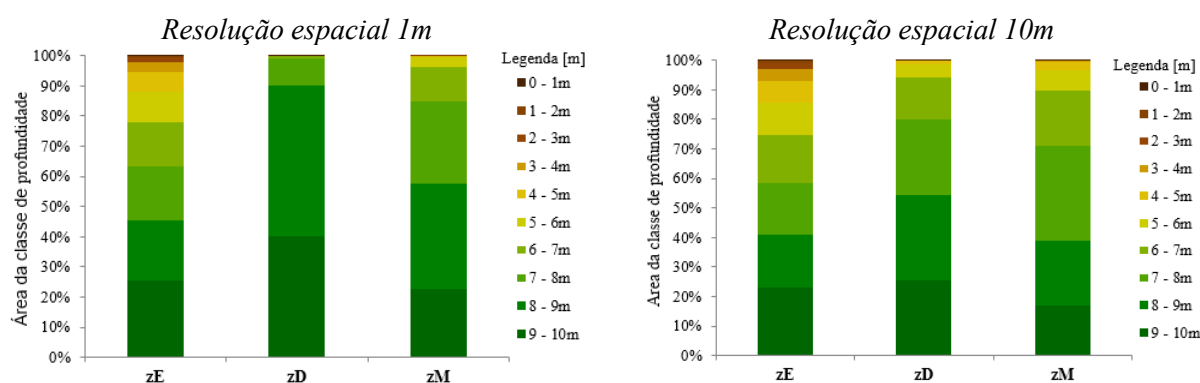 Resolução espacial 1m
100%
90%
80%
70%
60%
50%
40%
30%
20%
10%
0%
Área da classe de profundidade
zE
zD
zM
Legenda [m]
0 - 1m
1 - 2m
2 - 3m
3 - 4m
4 - 5m
5 - 6m
6 - 7m
7 - 8m
8 - 9m
9 - 10m
Resolução espacial 10m
100%
90%
80%
70%
60%
50%
40%
30%
20%
10%
0%
Area da classe de profundidade
zE
zD
zM
Legenda [m]
0 - 1m
1 - 2m
2 - 3m
3 - 4m
4 - 5m
5 - 6m
6 - 7m
7 - 8m
8 - 9m
9 - 10m